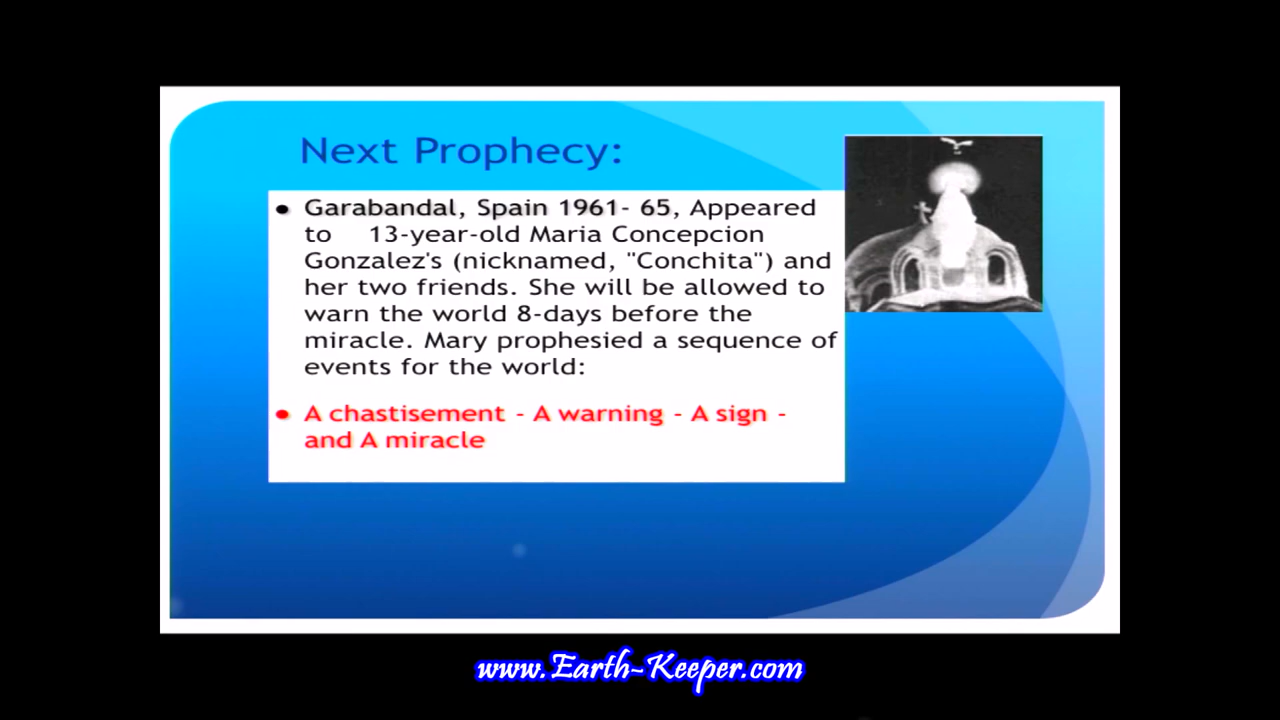 Next Prophecy:
• Garabandal, Spain 1961- 65, Appeared
to 13-year-old Maria Concepcion
Gonzalez's (nicknamed, "Conchita") and
her two friends. She will be allowed to
warn the world 8-days before the
miracle. Mary prophesied a sequence of
events for the world:
• A chastisement - A warning - A sign -
and A miracle
www.Earth-Keeper.com